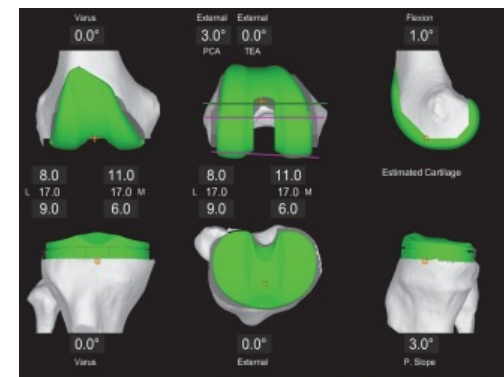 Varus External External Flexion
0.0° 3.0° 0.0° 1.0°
PCA TEA
8.0 11.0 8.0 11.0 Estimated Cartilage
L 17.0 17.0 M L 17.0 17.0 M
9.0 6.0 9.0 6.0
0.0° 0.0° 3.0°
Varus External P. Slope